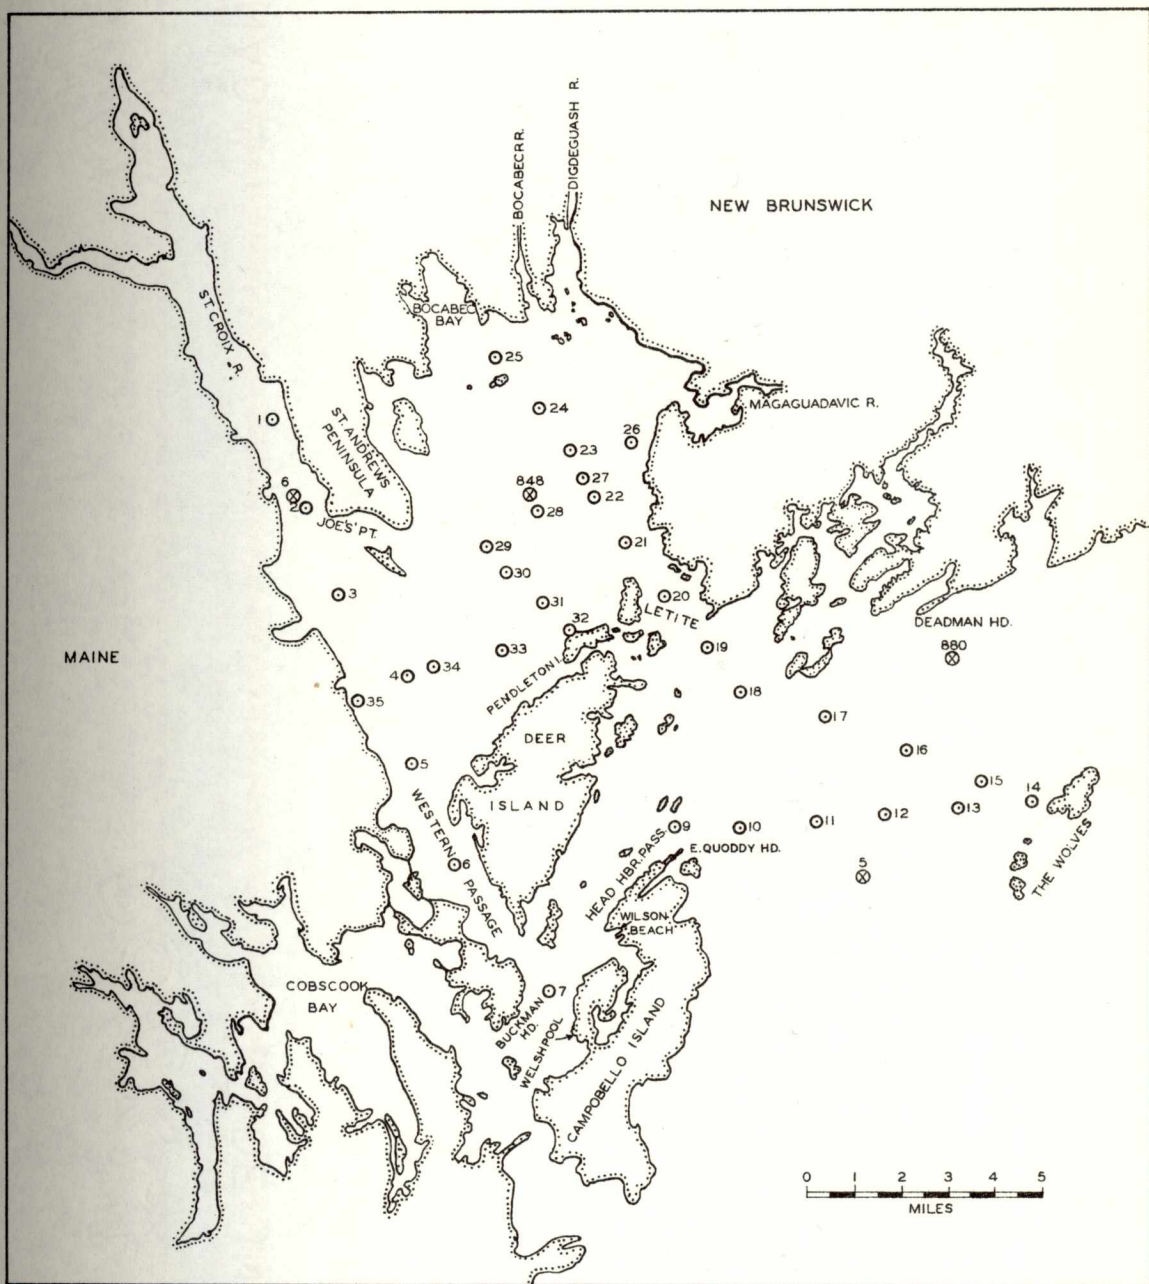 DIGDEGUASH R.
BOCABEC R.
NEW BRUNSWICK
ST. CROIX R.
BOCABEC
BAY
25
24
MAGAGUADAVIC R.
1
ST. ANDREWS
PENINSULA
26
23
27
848
22
6
2
28
JOE'S PT.
29
21
30
3
20
31
LETITE
32
DEADMAN HD.
19
880
MAINE
33
34
4
PENDLETON I.
18
35
17
DEER
16
5
15
14
ISLAND
13
12
11
10
9
WESTERN
PASSAGE
6
HEAD HBR. PASS.
E. QUODDY HD.
5
THE WOLVES
WILSON
BEACH
COBSCOOK
BAY
7
BUCKMAN
HD.
WELSHPOOL
CAMPOBELLO ISLAND
0 1 2 3 4 5
MILES